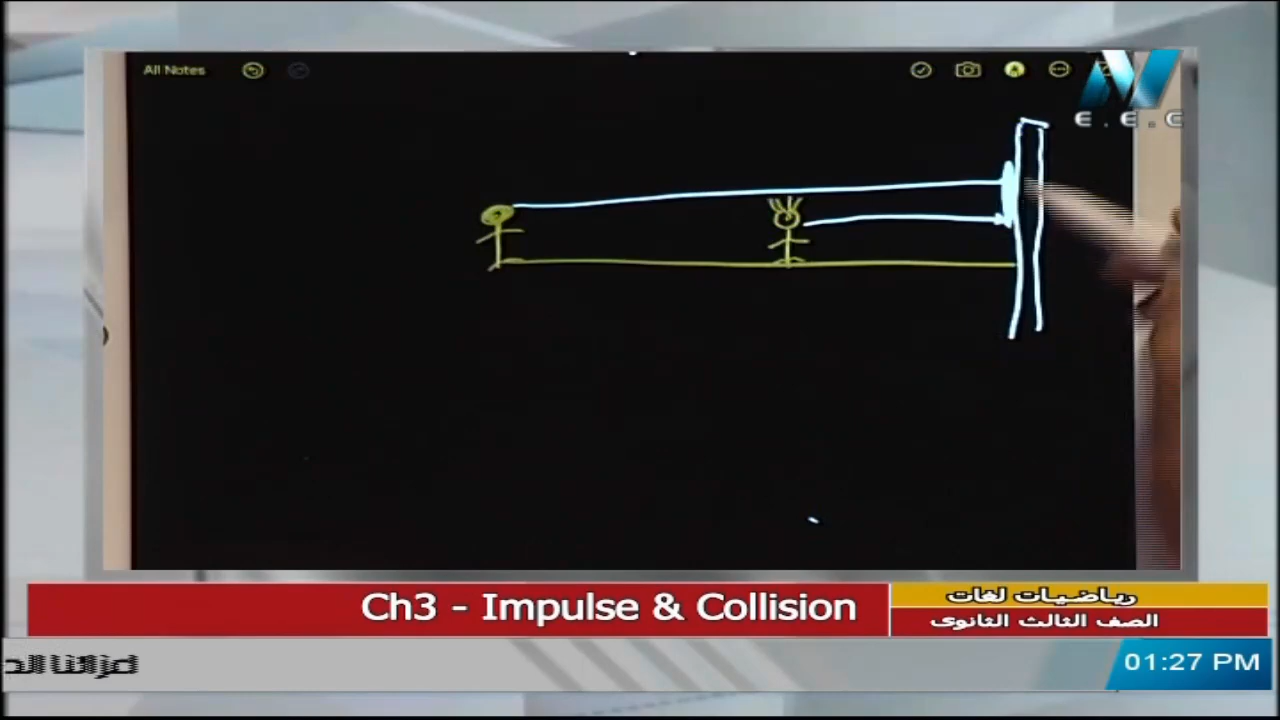 All Notes
E.E.C
Ch3 - Impulse & Collision
رياضيات لغات
الصف الثالث الثانوى
01:27 PM